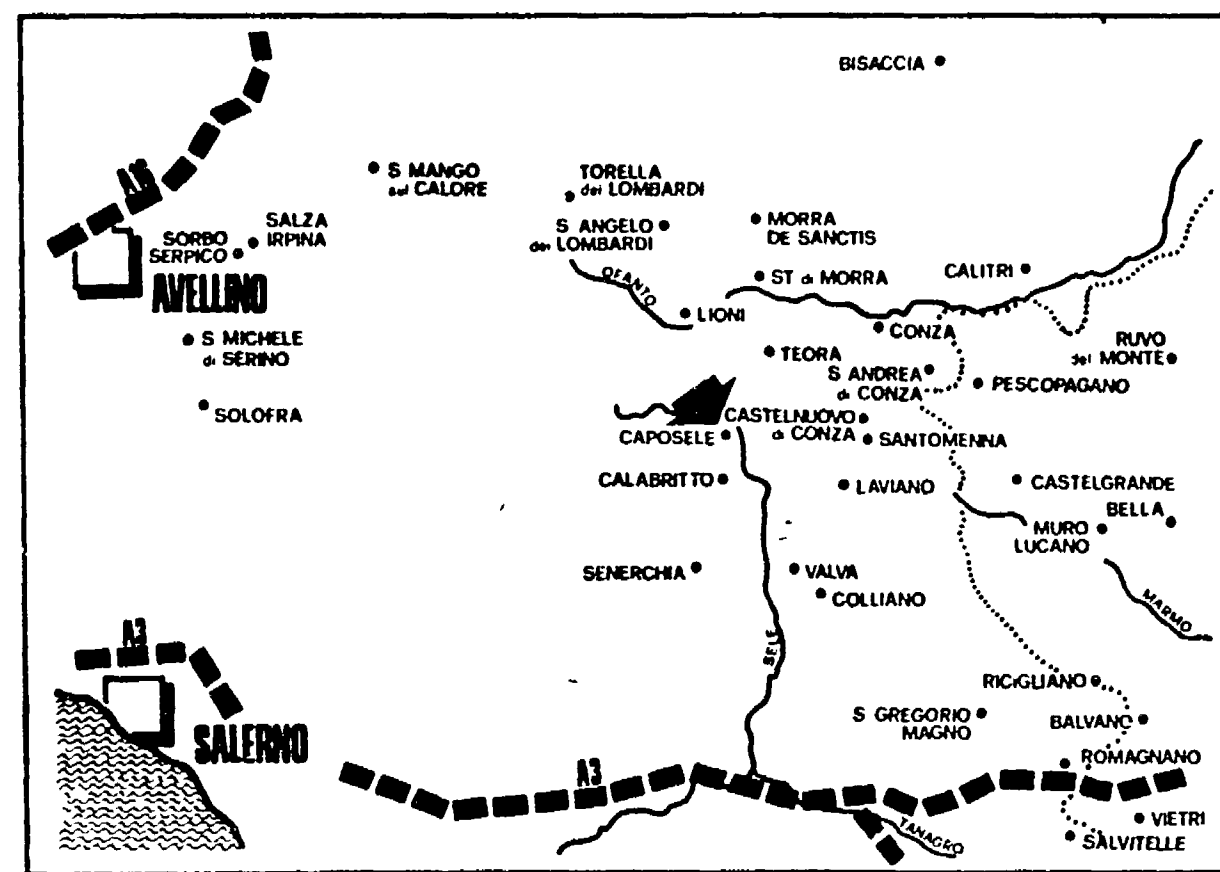 BISACCIA
A16
S MANGO
sul CALORE
TORELLA
dei LOMBARDI
SALZA
IRPINA
SORBO
SERPICO
S ANGELO
dei LOMBARDI
MORRA
DE SANCTIS
AVELLINO
OFANTO
ST di MORRA
CALITRI
LIONI
CONZA
S MICHELE
di SERINO
TEORA
RUVO
del MONTE
S ANDREA
di CONZA
PESCOPAGANO
SOLOFRA
CASTELNUOVO
di CONZA
CAPOSELE
SANTOMENNA
CALABRITTO
LAVIANO
CASTELGRANDE
BELLA
MURO
LUCANO
SENERCHIA
VALVA
COLLIANO
MARMO
A3
SELE
RICIGLIANO
SALERNO
S GREGORIO
MAGNO
BALVANO
ROMAGNANO
A3
TANAGRO
VIETRI
SALVITELLE